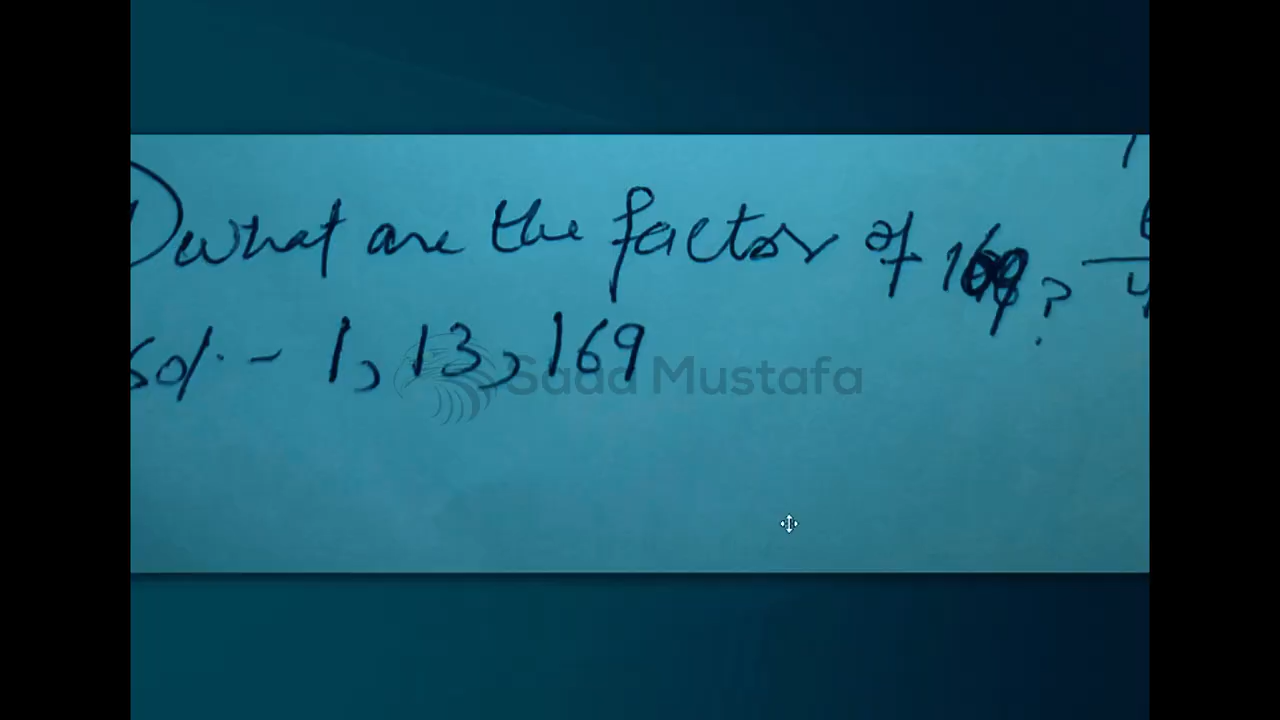 what are the factor of 169?
Sol. - 1, 13, 169
Saad Mustafa